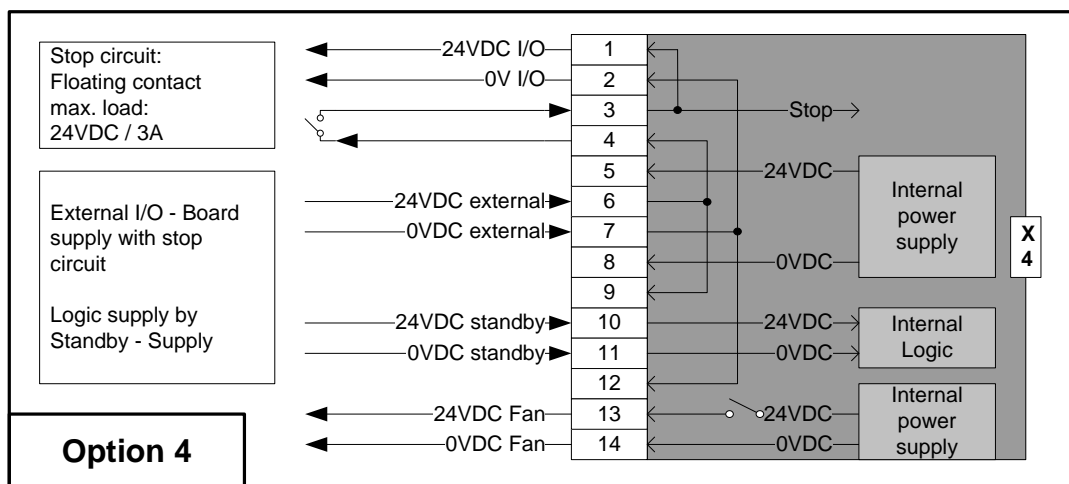 Stop circuit:
Floating contact
max. load:
24VDC / 3A
External I/O - Board
supply with stop
circuit
Logic supply by
Standby - Supply
Option 4
24VDC I/O
0V I/O
24VDC external
0VDC external
24VDC standby
0VDC standby
24VDC Fan
0VDC Fan
1
2
3
4
5
6
7
8
9
10
11
12
13
14
Stop
24VDC
0VDC
24VDC
0VDC
24VDC
0VDC
Internal
power
supply
Internal
Logic
Internal
power
supply
X
4